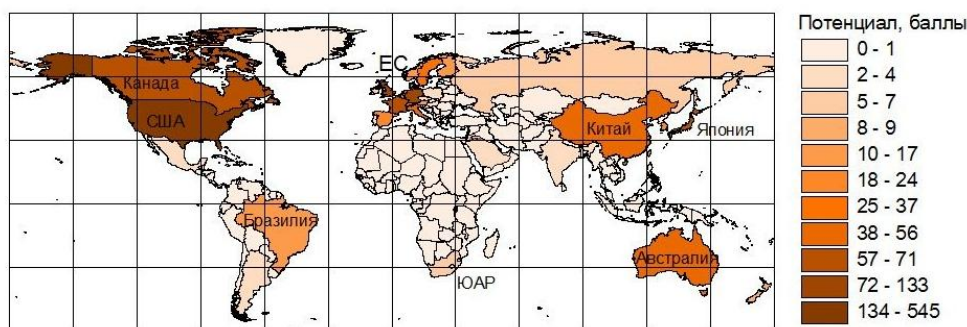 ЕС
Канада
США
Китай
Япония
Бразилия
Австралия
ЮАР
Потенциал, баллы
0 - 1
2 - 4
5 - 7
8 - 9
10 - 17
18 - 24
25 - 37
38 - 56
57 - 71
72 - 133
134 - 545